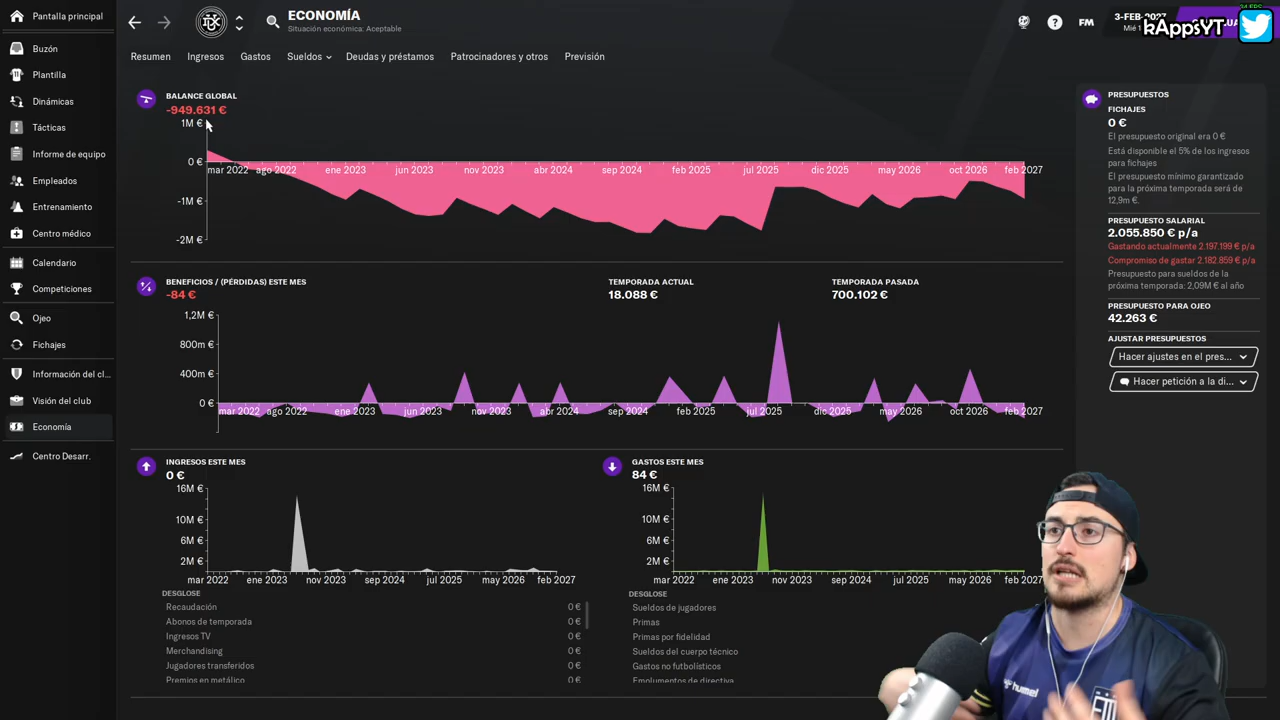 Pantalla principal
Buzón
Plantilla
Dinámicas
Tácticas
Informe de equipo
Empleados
Entrenamiento
Centro médico
Calendario
Competiciones
Ojeo
Fichajes
Información del cl...
Visión del club
Economía
Centro Desarr.
ECONOMÍA
Situación económica: Aceptable
FM
3-FEB-2027
kAppsYT
Resumen
Ingresos
Gastos
Sueldos
Deudas y préstamos
Patrocinadores y otros
Previsión
BALANCE GLOBAL
-949.631 €
1M €
0 €
-1M €
-2M €
mar 2022
ago 2022
ene 2023
jun 2023
nov 2023
abr 2024
sep 2024
feb 2025
jul 2025
dic 2025
may 2026
oct 2026
feb 2027
BENEFICIOS / (PÉRDIDAS) ESTE MES
-84 €
TEMPORADA ACTUAL
18.088 €
TEMPORADA PASADA
700.102 €
1,2M €
800m €
400m €
0 €
mar 2022
ago 2022
ene 2023
jun 2023
nov 2023
abr 2024
sep 2024
feb 2025
jul 2025
dic 2025
may 2026
oct 2026
feb 2027
INGRESOS ESTE MES
0 €
16M €
10M €
6M €
2M €
mar 2022
ene 2023
nov 2023
sep 2024
jul 2025
may 2026
feb 2027
DESGLOSE
Recaudación 0 €
Abonos de temporada 0 €
Ingresos TV 0 €
Merchandising 0 €
Jugadores transferidos 0 €
Premios en metálico 0 €
GASTOS ESTE MES
84 €
16M €
10M €
6M €
2M €
mar 2022
ene 2023
nov 2023
sep 2024
jul 2025
may 2026
feb 2027
DESGLOSE
Sueldos de jugadores
Primas
Primas por fidelidad
Sueldos del cuerpo técnico
Gastos no futbolísticos
Emolumentos de directiva
PRESUPUESTOS
FICHAJES
0 €
El presupuesto original era 0 €
Está disponible el 5% de los ingresos
para fichajes
El presupuesto mínimo garantizado
para la próxima temporada será de
12,9m €.
PRESUPUESTO SALARIAL
2.055.850 € p/a
Gastando actualmente 2.197.199 € p/a
Compromiso de gastar 2.182.859 € p/a
Presupuesto para sueldos de la
próxima temporada: 2,09M € al año
PRESUPUESTO PARA OJEO
42.263 €
AJUSTAR PRESUPUESTOS
Hacer ajustes en el pres...
Hacer petición a la di...
hummel